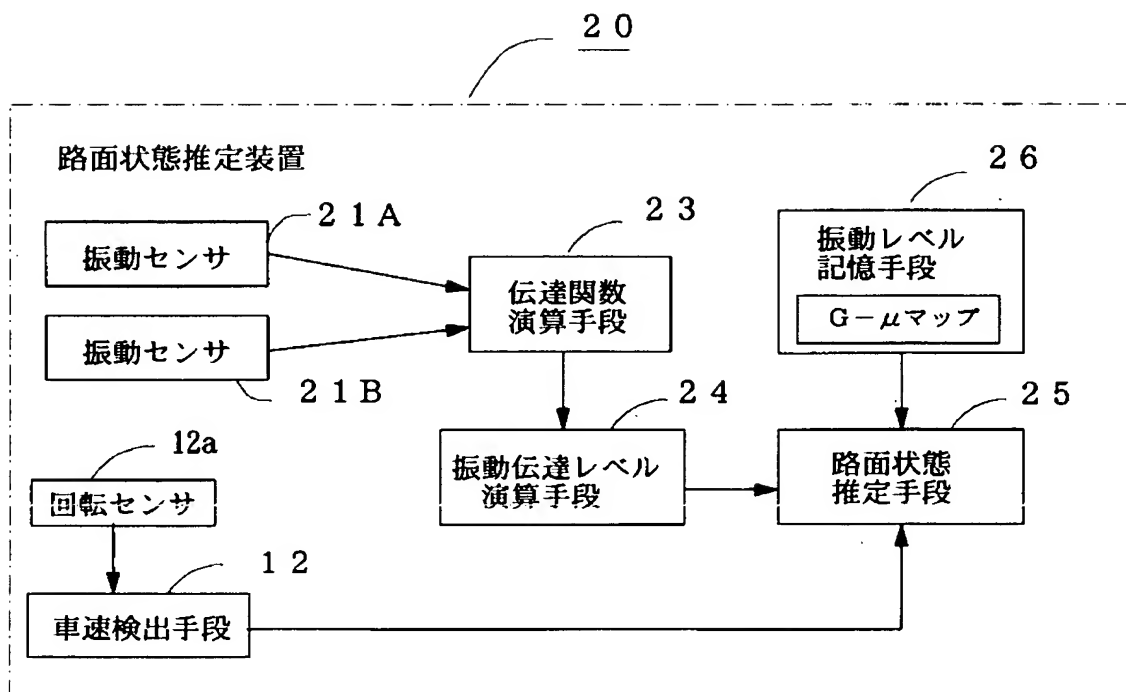 ２０
路面状態推定装置
２１A
振動センサ
振動センサ
２１B
２３
伝達関数
演算手段
２６
振動レベル
記憶手段
G－μマップ
２４
振動伝達レベル
演算手段
２５
路面状態
推定手段
12a
回転センサ
１２
車速検出手段